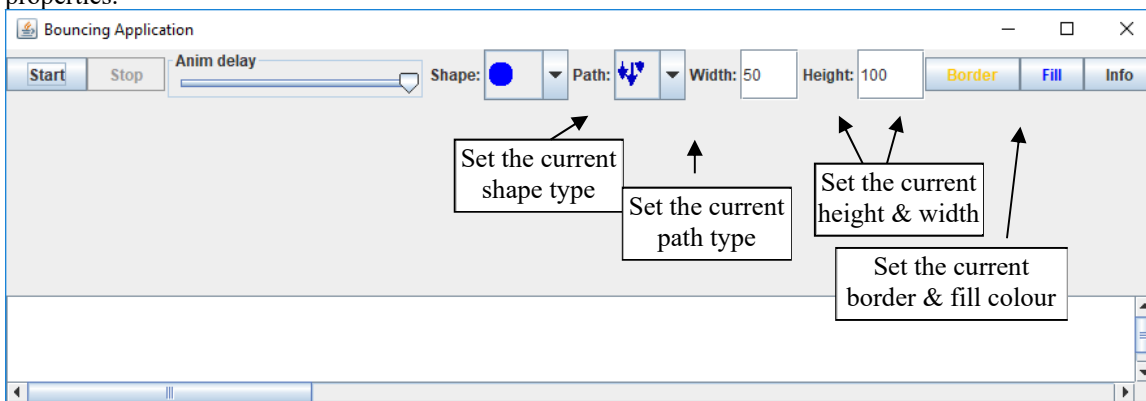 properties.
Bouncing Application
Start Stop Anim delay Shape: Path: Width: 50 Height: 100 Border Fill Info
Set the current
shape type
Set the current
path type
Set the current
height & width
Set the current
border & fill colour